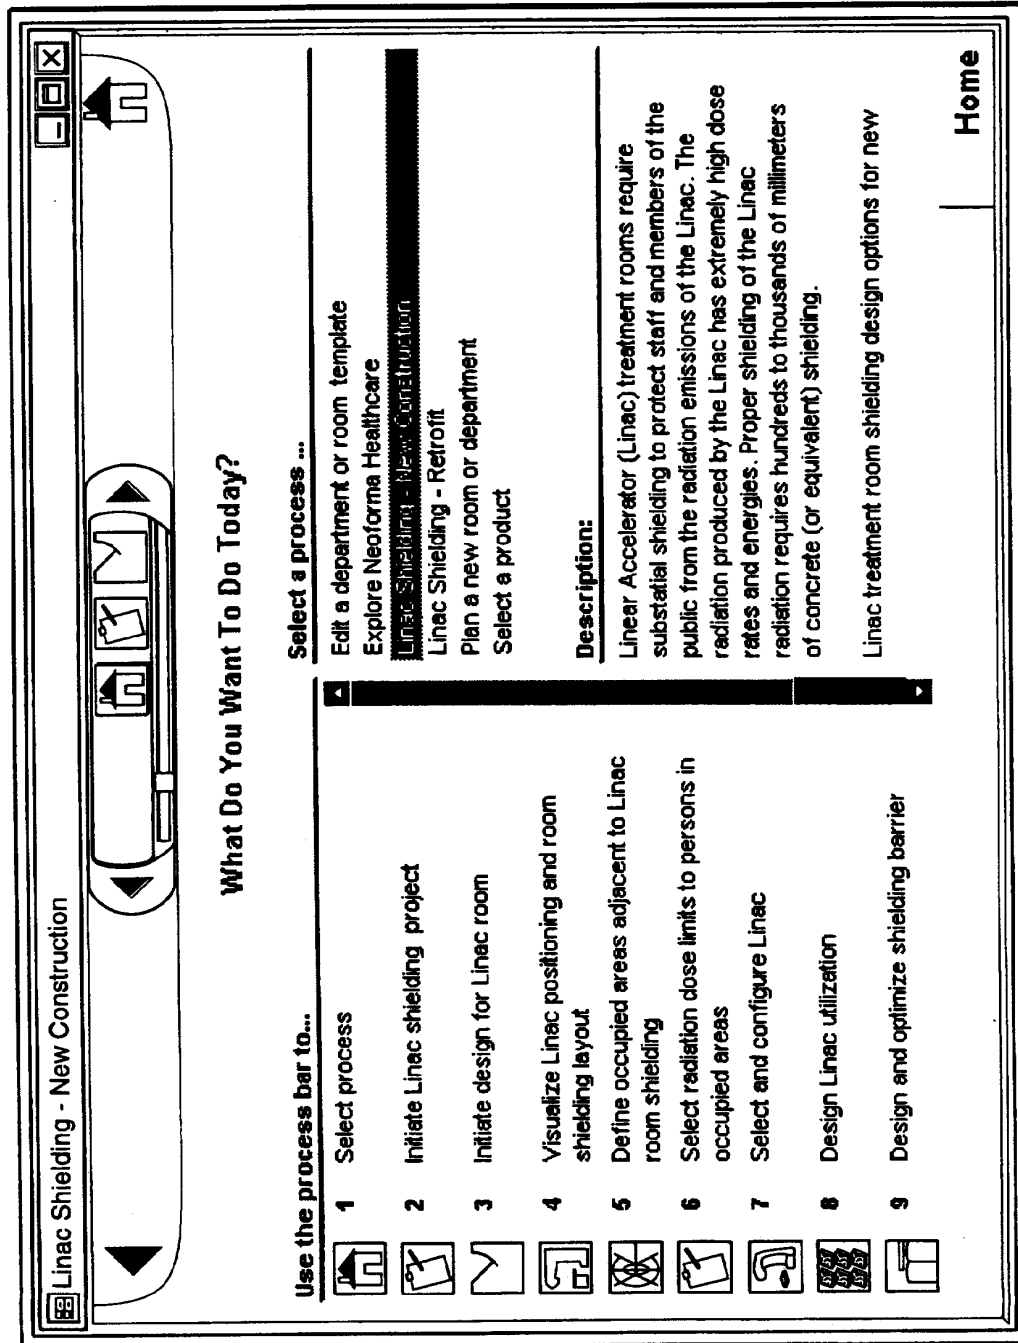 Linac Shielding - New Construction
What Do You Want To Do Today?
Use the process bar to...
1 Select process
2 Initiate Linac shielding project
3 Initiate design for Linac room
4 Visualize Linac positioning and room
shielding layout
5 Define occupied areas adjacent to Linac
room shielding
6 Select radiation dose limits to persons in
occupied areas
7 Select and configure Linac
8 Design Linac utilization
9 Design and optimize shielding barrier
Select a process ...
Edit a department or room template
Explore Neoforma Healthcare
Linac Shielding - New Construction
Linac Shielding - Retrofit
Plan a new room or department
Select a product
Description:
Linear Accelerator (Linac) treatment rooms require
substatial shielding to protect staff and members of the
public from the radiation emissions of the Linac. The
radiation produced by the Linac has extremely high dose
rates and energies. Proper shielding of the Linac
radiation requires hundreds to thousands of millimeters
of concrete (or equivalent) shielding.
Linac treatment room shielding design options for new
Home